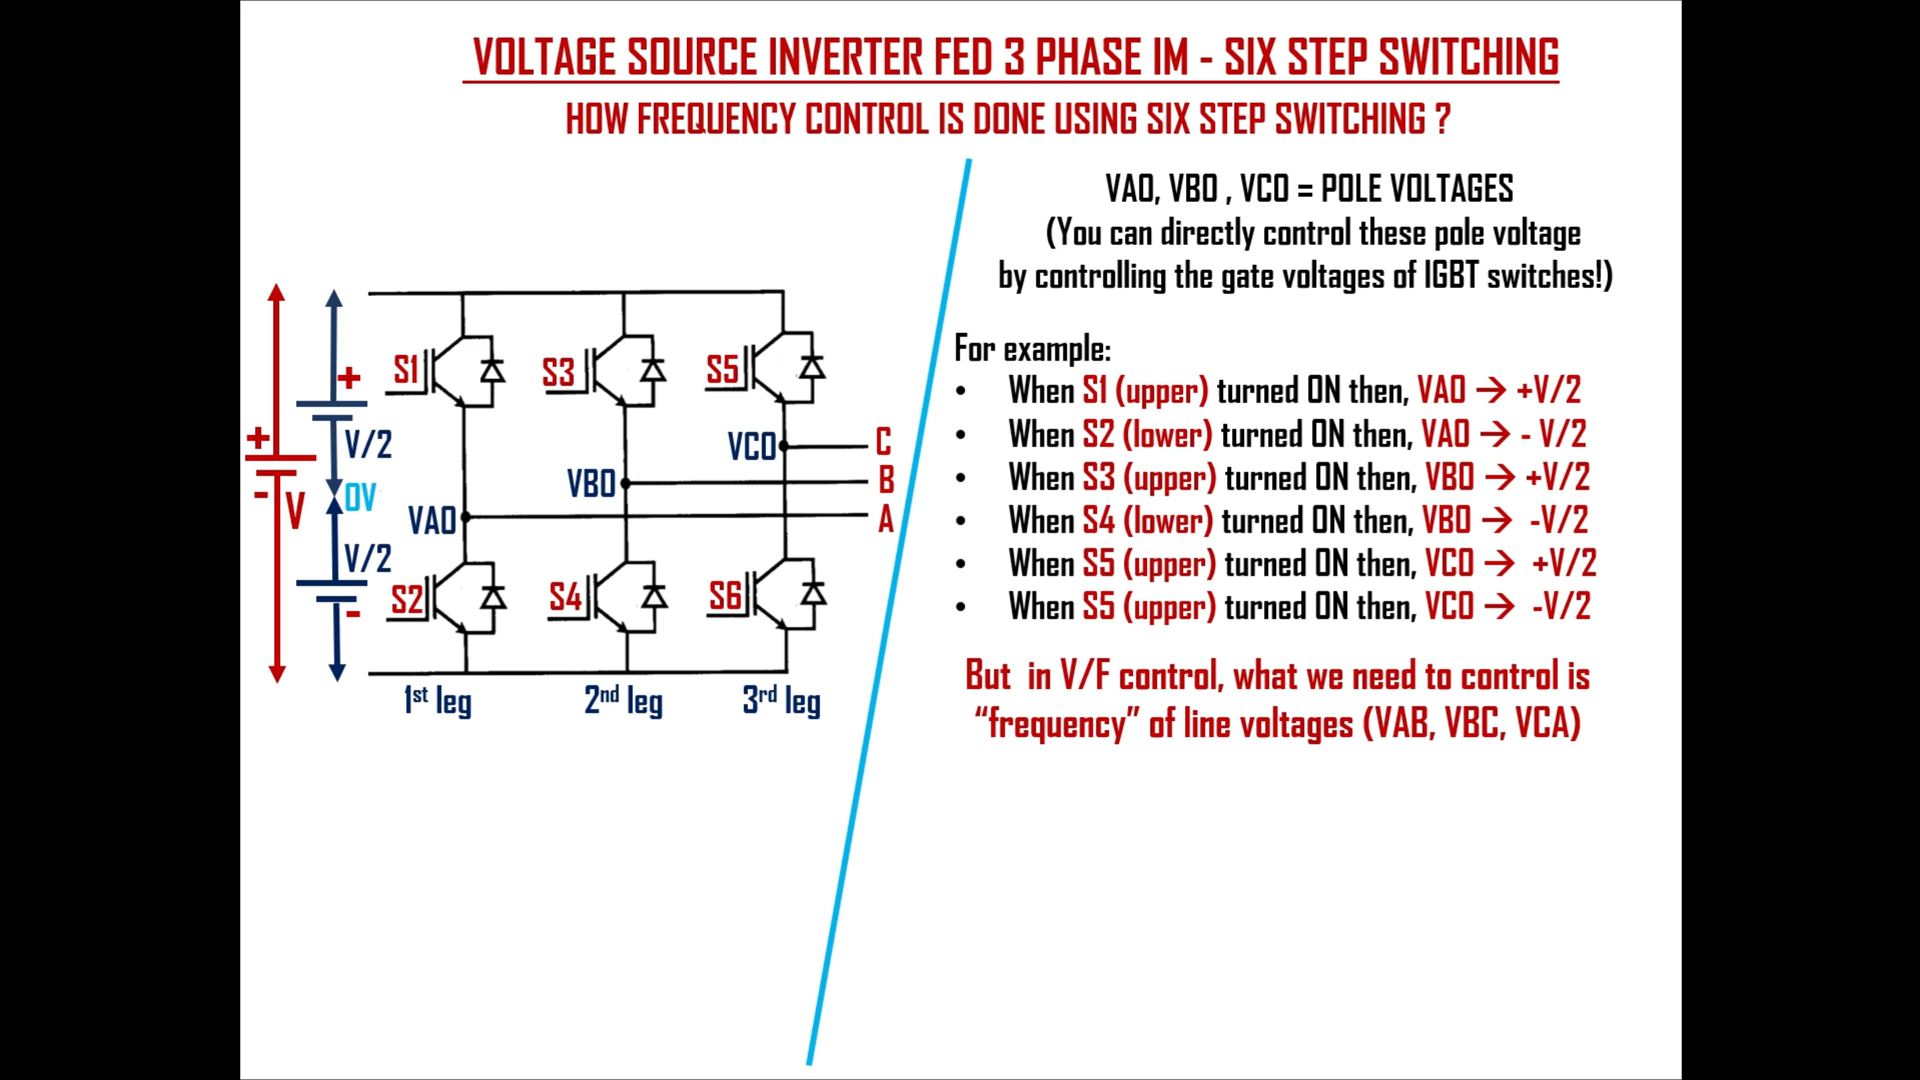 VOLTAGE SOURCE INVERTER FED 3 PHASE IM - SIX STEP SWITCHING
HOW FREQUENCY CONTROL IS DONE USING SIX STEP SWITCHING ?
+
V/2
+
-
V
0V
V/2
-
S1
S3
S5
VCO
C
VBO
B
VAO
A
S2
S4
S6
1st leg
2nd leg
3rd leg
VAO, VBO , VCO = POLE VOLTAGES
(You can directly control these pole voltage
by controlling the gate voltages of IGBT switches!)
For example:
• When S1 (upper) turned ON then, VAO → +V/2
• When S2 (lower) turned ON then, VAO → - V/2
• When S3 (upper) turned ON then, VBO → +V/2
• When S4 (lower) turned ON then, VBO → -V/2
• When S5 (upper) turned ON then, VCO → +V/2
• When S5 (upper) turned ON then, VCO → -V/2
But in V/F control, what we need to control is
“frequency” of line voltages (VAB, VBC, VCA)